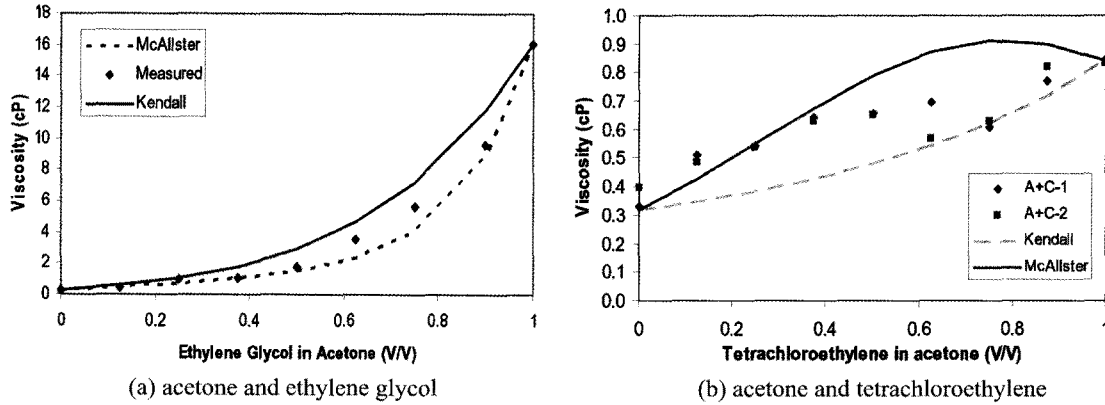 18
16
14
12
10
8
6
4
2
0
Viscosity (cP)
McAllster
Measured
Kendall
0 0.2 0.4 0.6 0.8 1
Ethylene Glycol in Acetone (V/V)
(a) acetone and ethylene glycol
1.0
0.9
0.8
0.7
0.6
0.5
0.4
0.3
0.2
0.1
0.0
Viscosity (cP)
A+C-1
A+C-2
Kendall
McAllster
0 0.2 0.4 0.6 0.8 1
Tetrachloroethylene in acetone (V/V)
(b) acetone and tetrachloroethylene